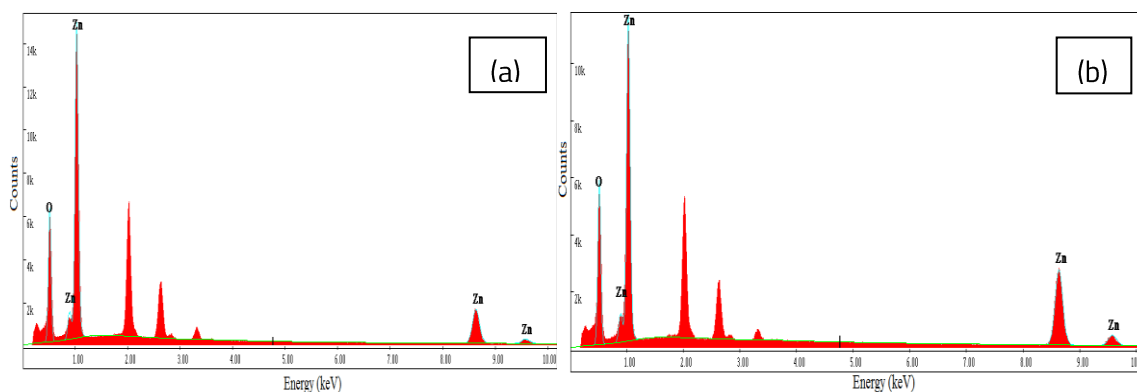 Zn
(a)
14k
12k
10k
8k
O
6k
4k
Zn
2k
Zn
Zn
Counts
1.00 2.00 3.00 4.00 5.00 6.00 7.00 8.00 9.00 10.00
Energy (keV)
Zn
(b)
10k
8k
O
6k
4k
Zn
2k
Zn
Zn
Counts
1.00 2.00 3.00 4.00 5.00 6.00 7.00 8.00 9.00 10.0
Energy (keV)